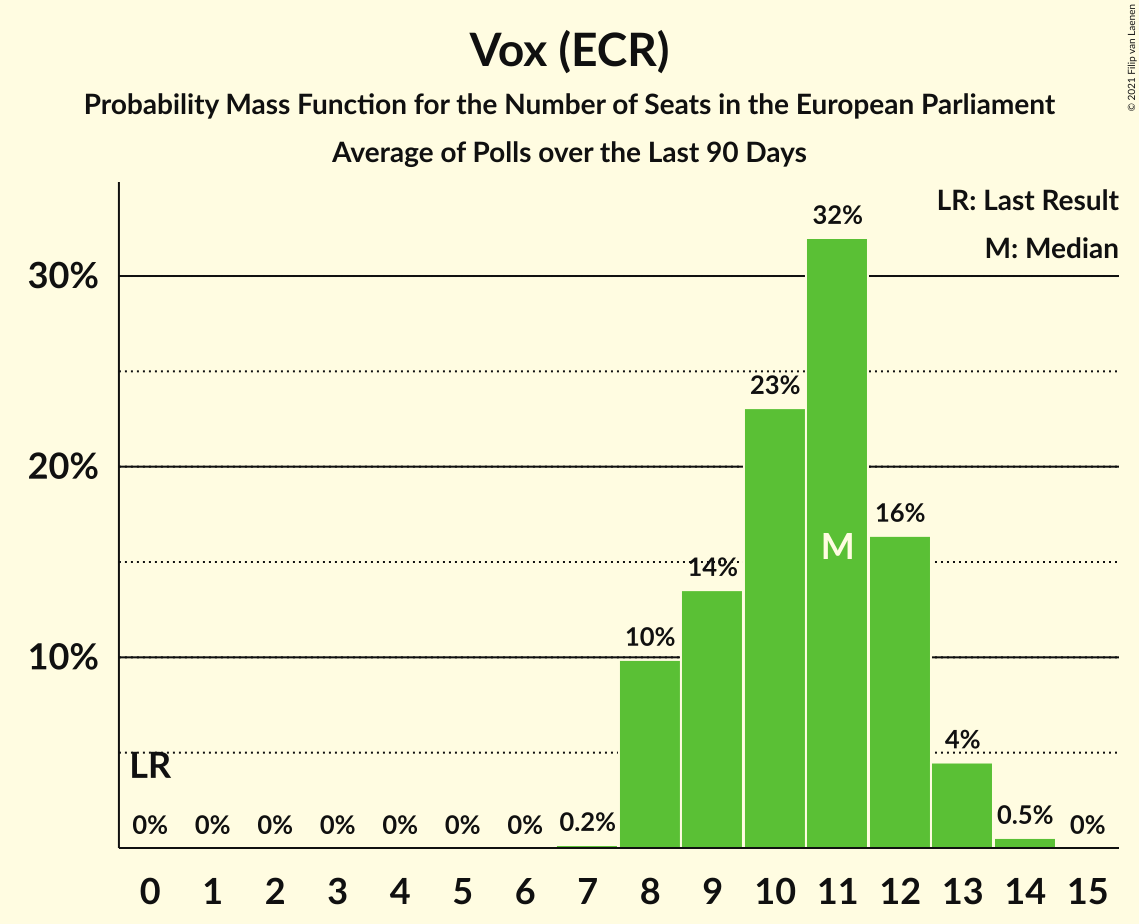 Vox (ECR)
Probability Mass Function for the Number of Seats in the European Parliament
Average of Polls over the Last 90 Days
© 2021 Filip van Laenen
LR: Last Result
M: Median
32%
30%
23%
20%
16%
M
14%
10%
10%
4%
LR
0% 0% 0% 0% 0% 0% 0% 0.2% 0.5% 0%
0 1 2 3 4 5 6 7 8 9 10 11 12 13 14 15